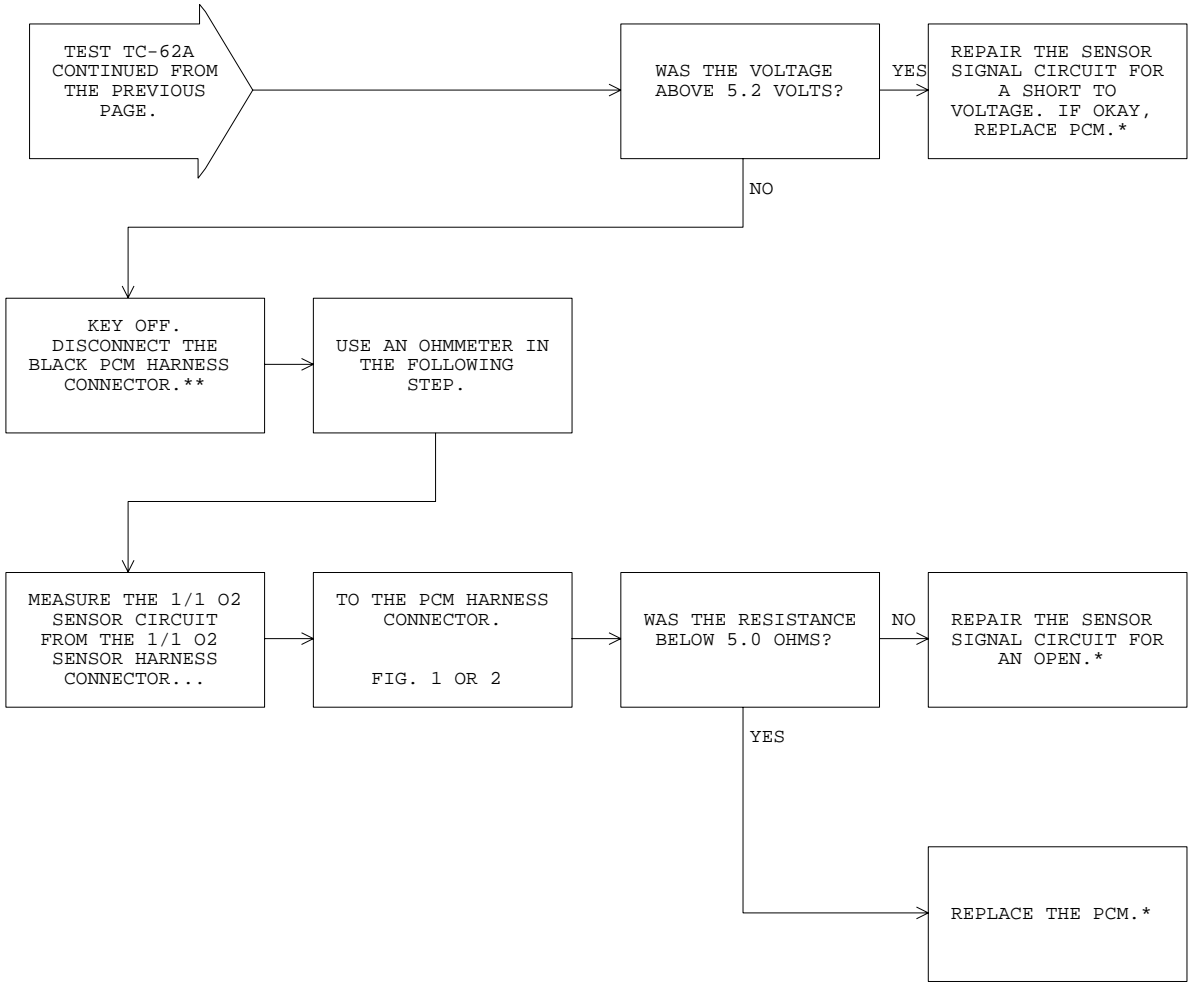 TEST TC-62A
CONTINUED FROM
THE PREVIOUS
PAGE.
WAS THE VOLTAGE
ABOVE 5.2 VOLTS?
YES
REPAIR THE SENSOR
SIGNAL CIRCUIT FOR
A SHORT TO
VOLTAGE. IF OKAY,
REPLACE PCM.*
NO
KEY OFF.
DISCONNECT THE
BLACK PCM HARNESS
CONNECTOR.**
USE AN OHMMETER IN
THE FOLLOWING
STEP.
MEASURE THE 1/1 O2
SENSOR CIRCUIT
FROM THE 1/1 O2
SENSOR HARNESS
CONNECTOR...
TO THE PCM HARNESS
CONNECTOR.
FIG. 1 OR 2
WAS THE RESISTANCE
BELOW 5.0 OHMS?
NO
REPAIR THE SENSOR
SIGNAL CIRCUIT FOR
AN OPEN.*
YES
REPLACE THE PCM.*